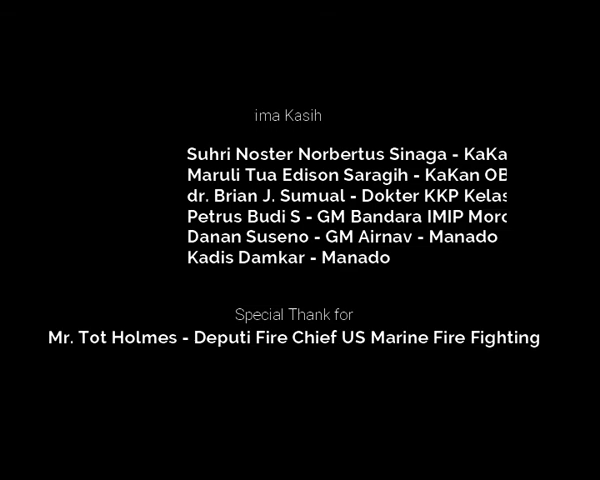 ima Kasih
Suhri Noster Norbertus Sinaga - KaKa
Maruli Tua Edison Saragih - KaKan OB
dr. Brian J. Sumual - Dokter KKP Kelas
Petrus Budi S - GM Bandara IMIP Moro
Danan Suseno - GM Airnav - Manado
Kadis Damkar - Manado
Special Thank for
Mr. Tot Holmes - Deputi Fire Chief US Marine Fire Fighting